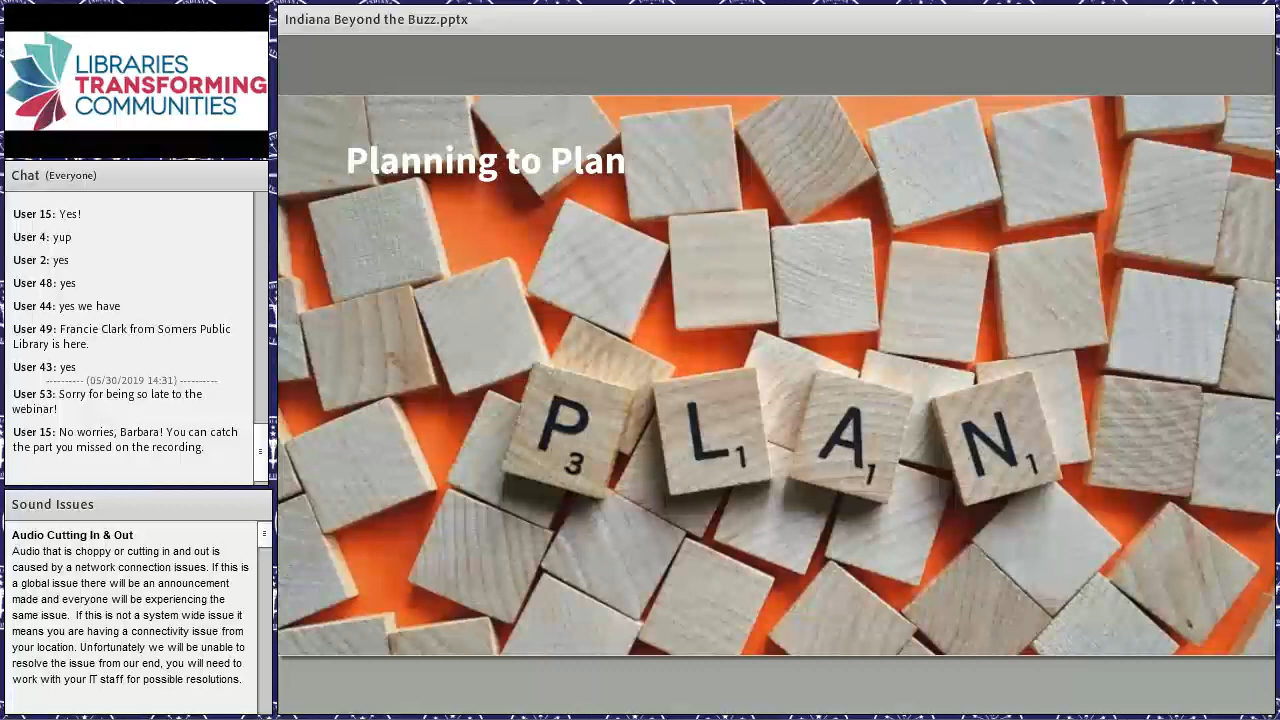 Indiana Beyond the Buzz.pptx
LIBRARIES
TRANSFORMING
COMMUNITIES
Chat (Everyone)
User 15: Yes!
User 4: yup
User 2: yes
User 48: yes
User 44: yes we have
User 49: Francie Clark from Somers Public
Library is here.
User 43: yes
---------- (05/30/2019 14:31) ----------
User 53: Sorry for being so late to the
webinar!
User 15: No worries, Barbara! You can catch
the part you missed on the recording.
Sound Issues
Audio Cutting In & Out
Audio that is choppy or cutting in and out is
caused by a network connection issues. If this is
a global issue there will be an announcement
made and everyone will be experiencing the
same issue.  If this is not a system wide issue it
means you are having a connectivity issue from
your location. Unfortunately we will be unable to
resolve the issue from our end, you will need to
work with your IT staff for possible resolutions.
Planning to Plan
P3 L1 A1 N1